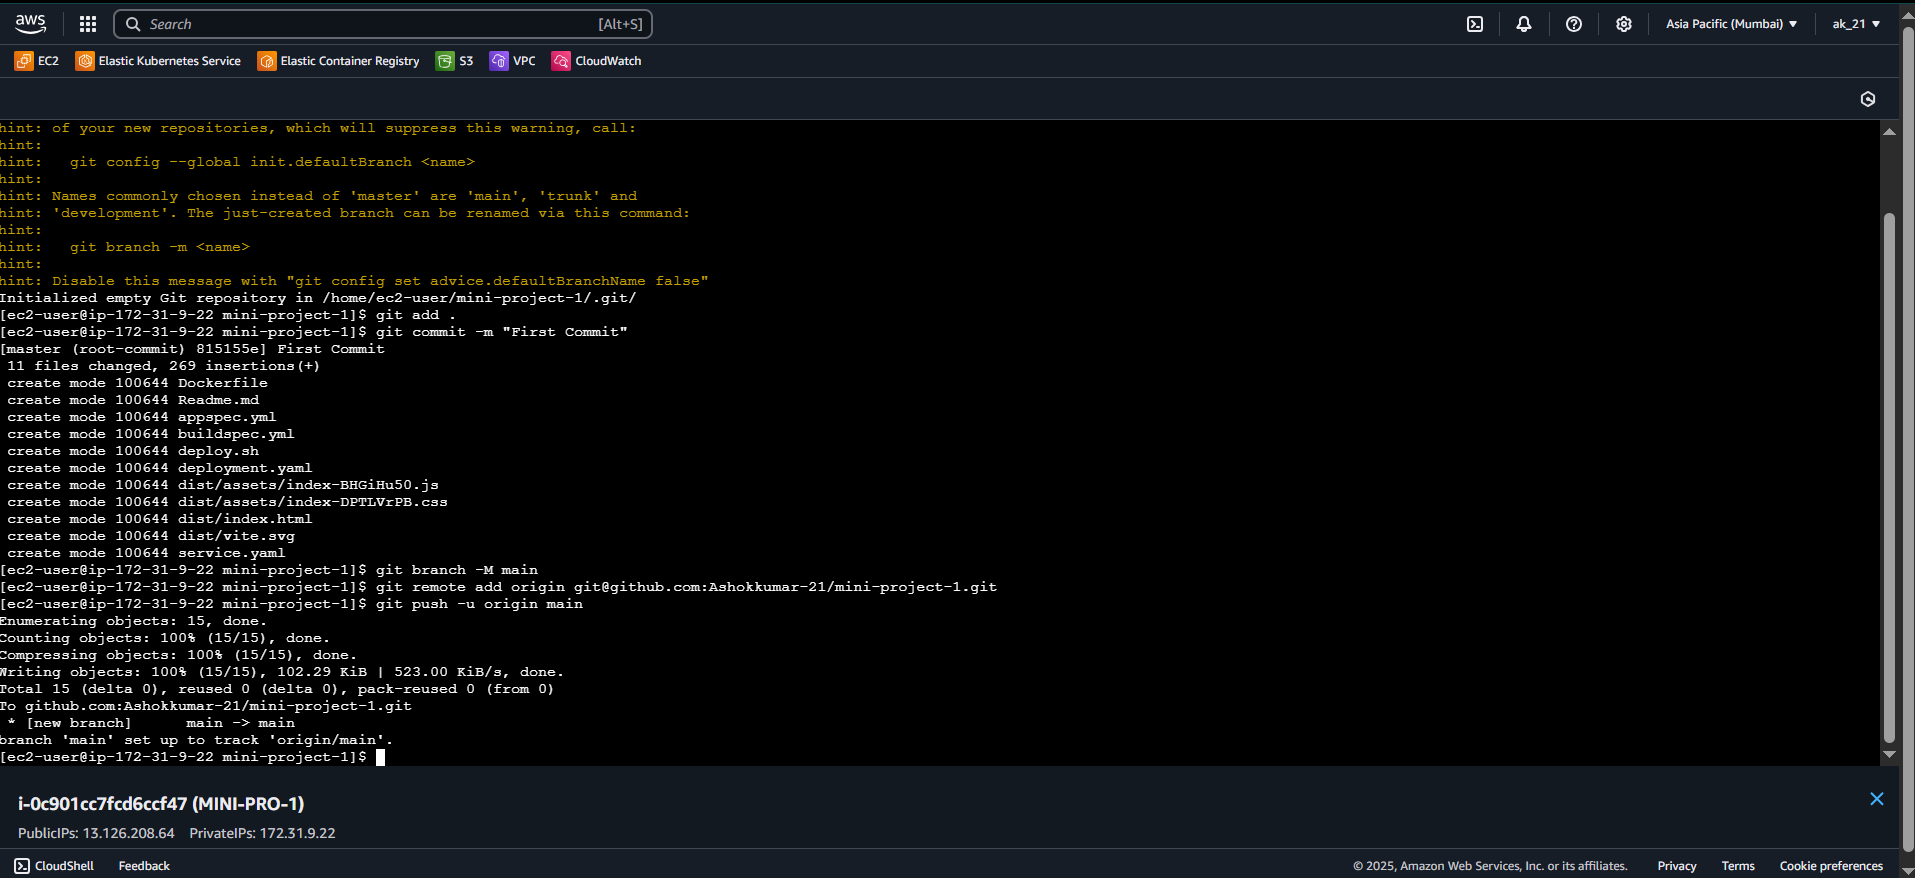 aws
Search [Alt+S]
Asia Pacific (Mumbai) ak_21
EC2 Elastic Kubernetes Service Elastic Container Registry S3 VPC CloudWatch
hint: of your new repositories, which will suppress this warning, call:
hint:
hint:   git config --global init.defaultBranch <name>
hint:
hint: Names commonly chosen instead of 'master' are 'main', 'trunk' and
hint: 'development'. The just-created branch can be renamed via this command:
hint:
hint:   git branch -m <name>
hint:
hint: Disable this message with "git config set advice.defaultBranchName false"
Initialized empty Git repository in /home/ec2-user/mini-project-1/.git/
[ec2-user@ip-172-31-9-22 mini-project-1]$ git add .
[ec2-user@ip-172-31-9-22 mini-project-1]$ git commit -m "First Commit"
[master (root-commit) 815155e] First Commit
 11 files changed, 269 insertions(+)
 create mode 100644 Dockerfile
 create mode 100644 Readme.md
 create mode 100644 appspec.yml
 create mode 100644 buildspec.yml
 create mode 100644 deploy.sh
 create mode 100644 deployment.yaml
 create mode 100644 dist/assets/index-BHGiHu50.js
 create mode 100644 dist/assets/index-DPTLVrPB.css
 create mode 100644 dist/index.html
 create mode 100644 dist/vite.svg
 create mode 100644 service.yaml
[ec2-user@ip-172-31-9-22 mini-project-1]$ git branch -M main
[ec2-user@ip-172-31-9-22 mini-project-1]$ git remote add origin git@github.com:Ashokkumar-21/mini-project-1.git
[ec2-user@ip-172-31-9-22 mini-project-1]$ git push -u origin main
Enumerating objects: 15, done.
Counting objects: 100% (15/15), done.
Compressing objects: 100% (15/15), done.
Writing objects: 100% (15/15), 102.29 KiB | 523.00 KiB/s, done.
Total 15 (delta 0), reused 0 (delta 0), pack-reused 0 (from 0)
To github.com:Ashokkumar-21/mini-project-1.git
 * [new branch]      main -> main
branch 'main' set up to track 'origin/main'.
[ec2-user@ip-172-31-9-22 mini-project-1]$
i-0c901cc7fcd6ccf47 (MINI-PRO-1)
PublicIPs: 13.126.208.64 PrivateIPs: 172.31.9.22
CloudShell Feedback © 2025, Amazon Web Services, Inc. or its affiliates. Privacy Terms Cookie preferences